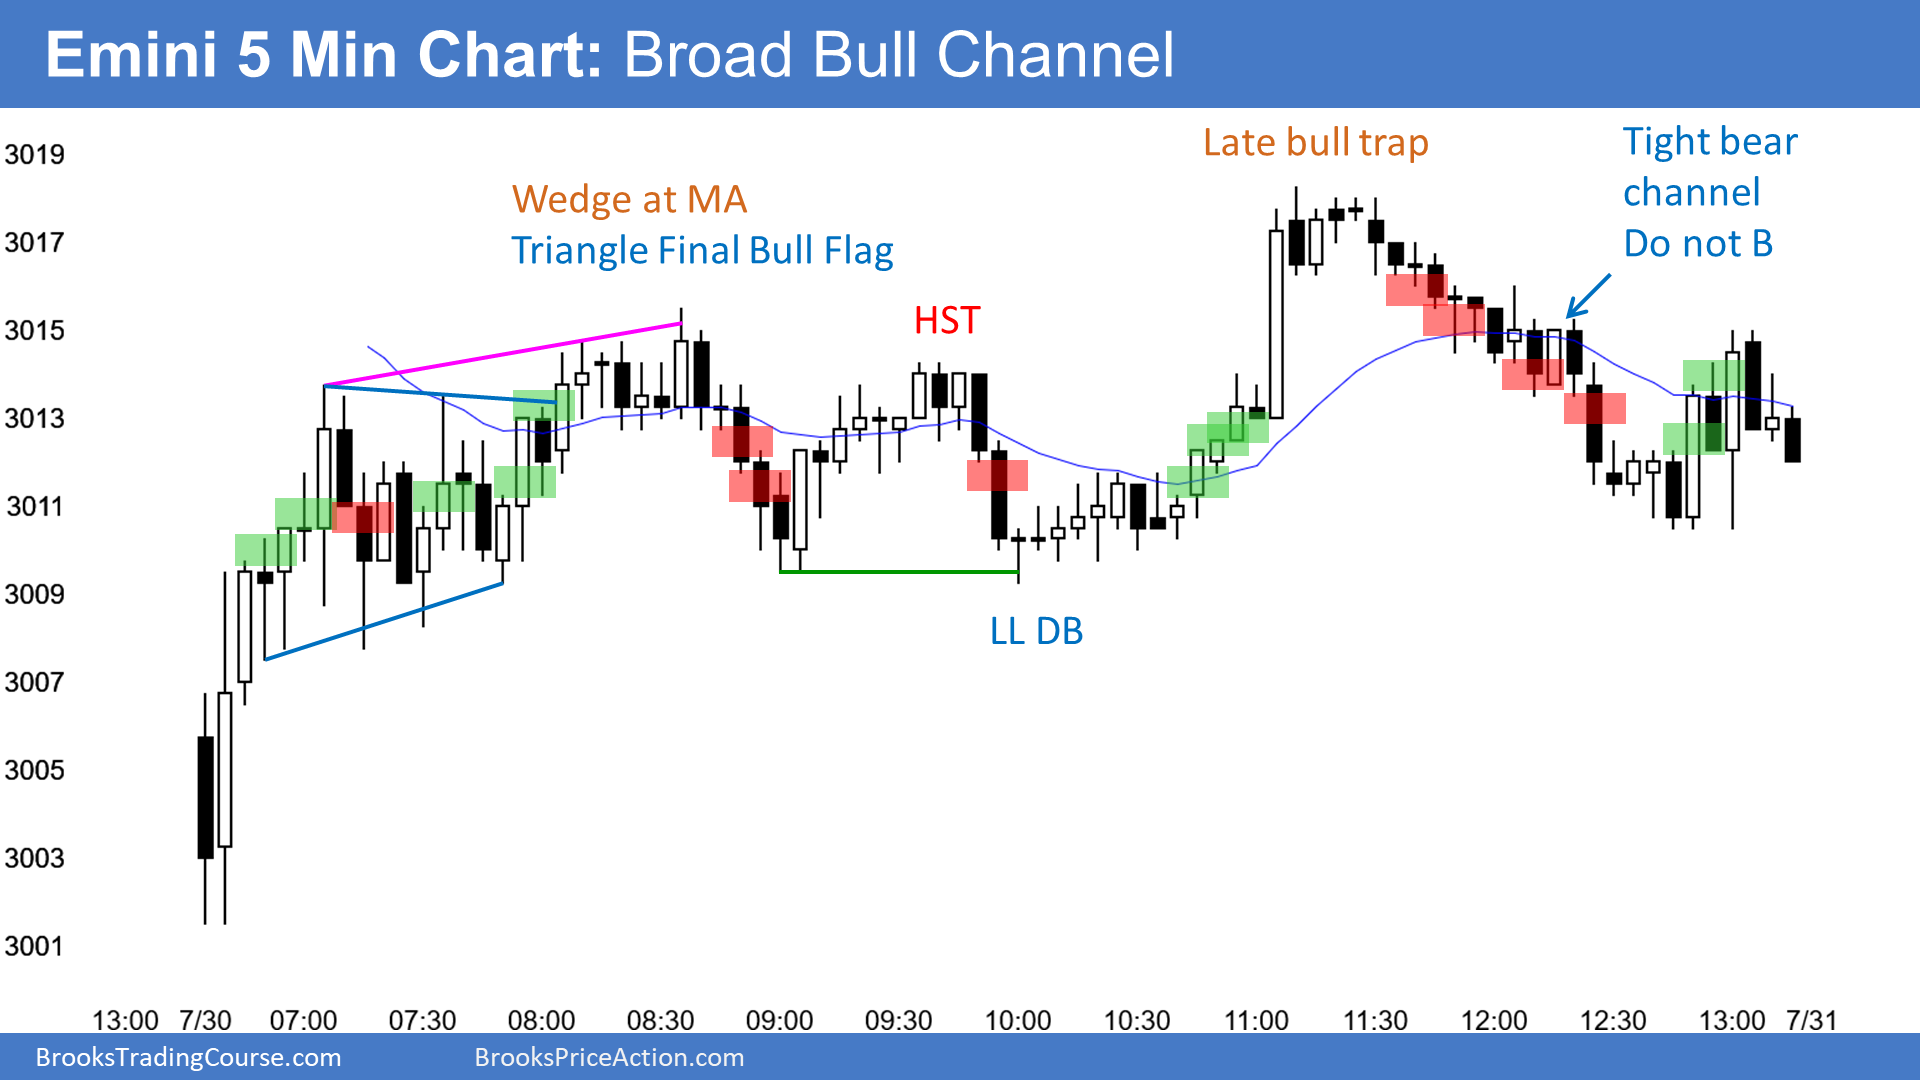 Emini 5 Min Chart: Broad Bull Channel
3019
3017
3015
3013
3011
3009
3007
3005
3003
3001
Wedge at MA
Triangle Final Bull Flag
HST
LL DB
Late bull trap
Tight bear
channel
Do not B
13:00 7/30 07:00 07:30 08:00 08:30 09:00 09:30 10:00 10:30 11:00 11:30 12:00 12:30 13:00 7/31
BrooksTradingCourse.com BrooksPriceAction.com